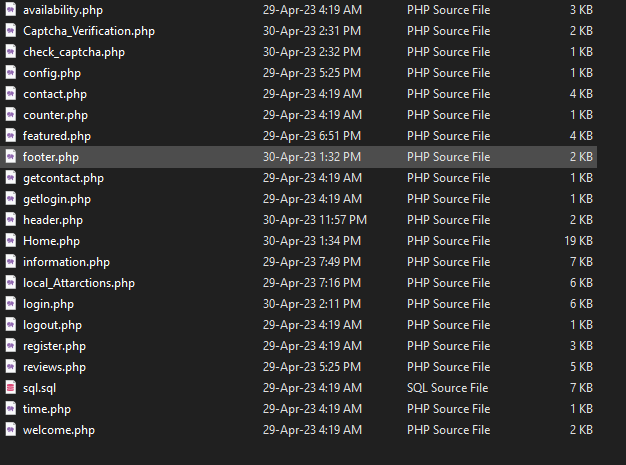 availability.php 29-Apr-23 4:19 AM PHP Source File 3 KB
Captcha_Verification.php 30-Apr-23 2:31 PM PHP Source File 2 KB
check_captcha.php 30-Apr-23 2:32 PM PHP Source File 1 KB
config.php 29-Apr-23 5:25 PM PHP Source File 1 KB
contact.php 29-Apr-23 4:19 AM PHP Source File 4 KB
counter.php 29-Apr-23 4:19 AM PHP Source File 1 KB
featured.php 29-Apr-23 6:51 PM PHP Source File 4 KB
footer.php 30-Apr-23 1:32 PM PHP Source File 2 KB
getcontact.php 29-Apr-23 4:19 AM PHP Source File 1 KB
getlogin.php 29-Apr-23 4:19 AM PHP Source File 1 KB
header.php 30-Apr-23 11:57 PM PHP Source File 2 KB
Home.php 30-Apr-23 1:34 PM PHP Source File 19 KB
information.php 29-Apr-23 7:49 PM PHP Source File 7 KB
local_Attarctions.php 29-Apr-23 7:16 PM PHP Source File 6 KB
login.php 30-Apr-23 2:11 PM PHP Source File 6 KB
logout.php 29-Apr-23 4:19 AM PHP Source File 1 KB
register.php 29-Apr-23 4:19 AM PHP Source File 3 KB
reviews.php 29-Apr-23 5:25 PM PHP Source File 5 KB
sql.sql 29-Apr-23 4:19 AM SQL Source File 7 KB
time.php 29-Apr-23 4:19 AM PHP Source File 1 KB
welcome.php 29-Apr-23 4:19 AM PHP Source File 2 KB